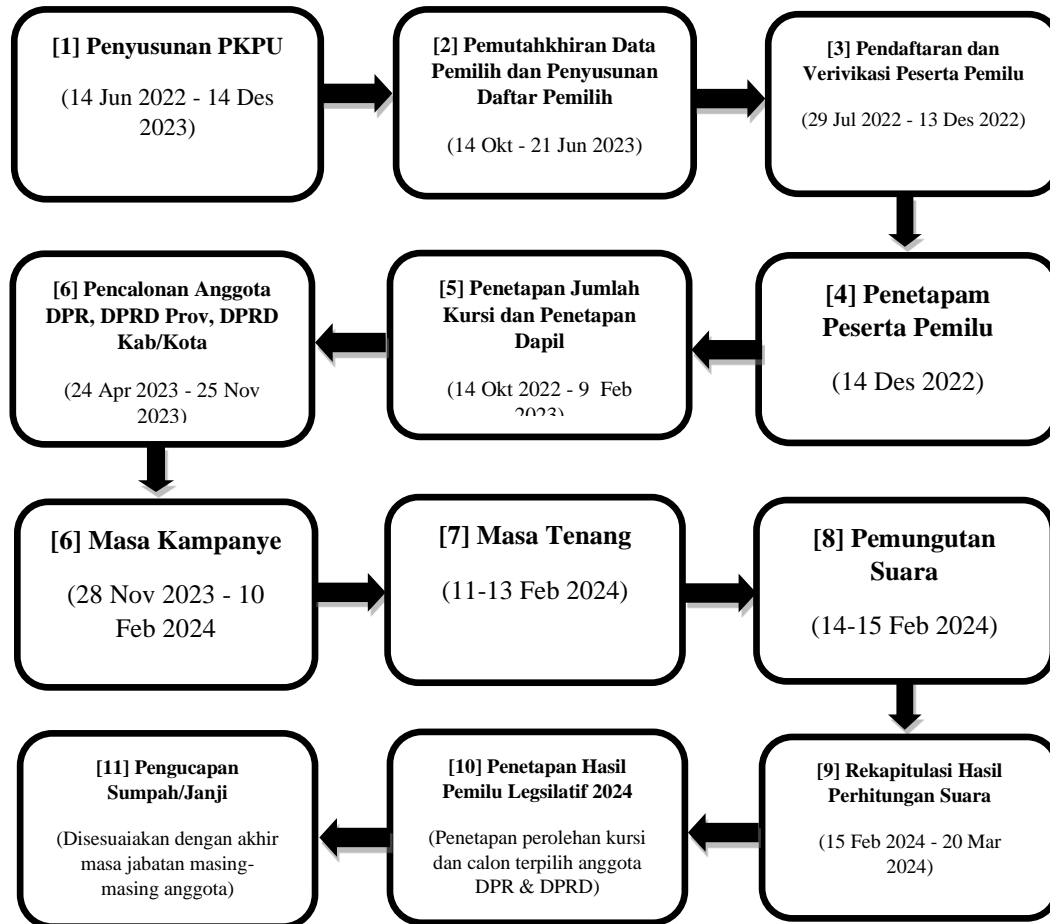 [1] Penyusunan PKPU
(14 Jun 2022 - 14 Des
2023)
[2] Pemutahkhiran Data
Pemilih dan Penyusunan
Daftar Pemilih
(14 Okt - 21 Jun 2023)
[3] Pendaftaran dan
Verivikasi Peserta Pemilu
(29 Jul 2022 - 13 Des 2022)
[4] Penetapam
Peserta Pemilu
(14 Des 2022)
[5] Penetapan Jumlah
Kursi dan Penetapan
Dapil
(14 Okt 2022 - 9 Feb
2023)
[6] Pencalonan Anggota
DPR, DPRD Prov, DPRD
Kab/Kota
(24 Apr 2023 - 25 Nov
2023)
[6] Masa Kampanye
(28 Nov 2023 - 10
Feb 2024
[7] Masa Tenang
(11-13 Feb 2024)
[8] Pemungutan
Suara
(14-15 Feb 2024)
[9] Rekapitulasi Hasil
Perhitungan Suara
(15 Feb 2024 - 20 Mar
2024)
[10] Penetapan Hasil
Pemilu Legsilatif 2024
(Penetapan perolehan kursi
dan calon terpilih anggota
DPR & DPRD)
[11] Pengucapan
Sumpah/Janji
(Disesuaiakan dengan akhir
masa jabatan masing-
masing anggota)